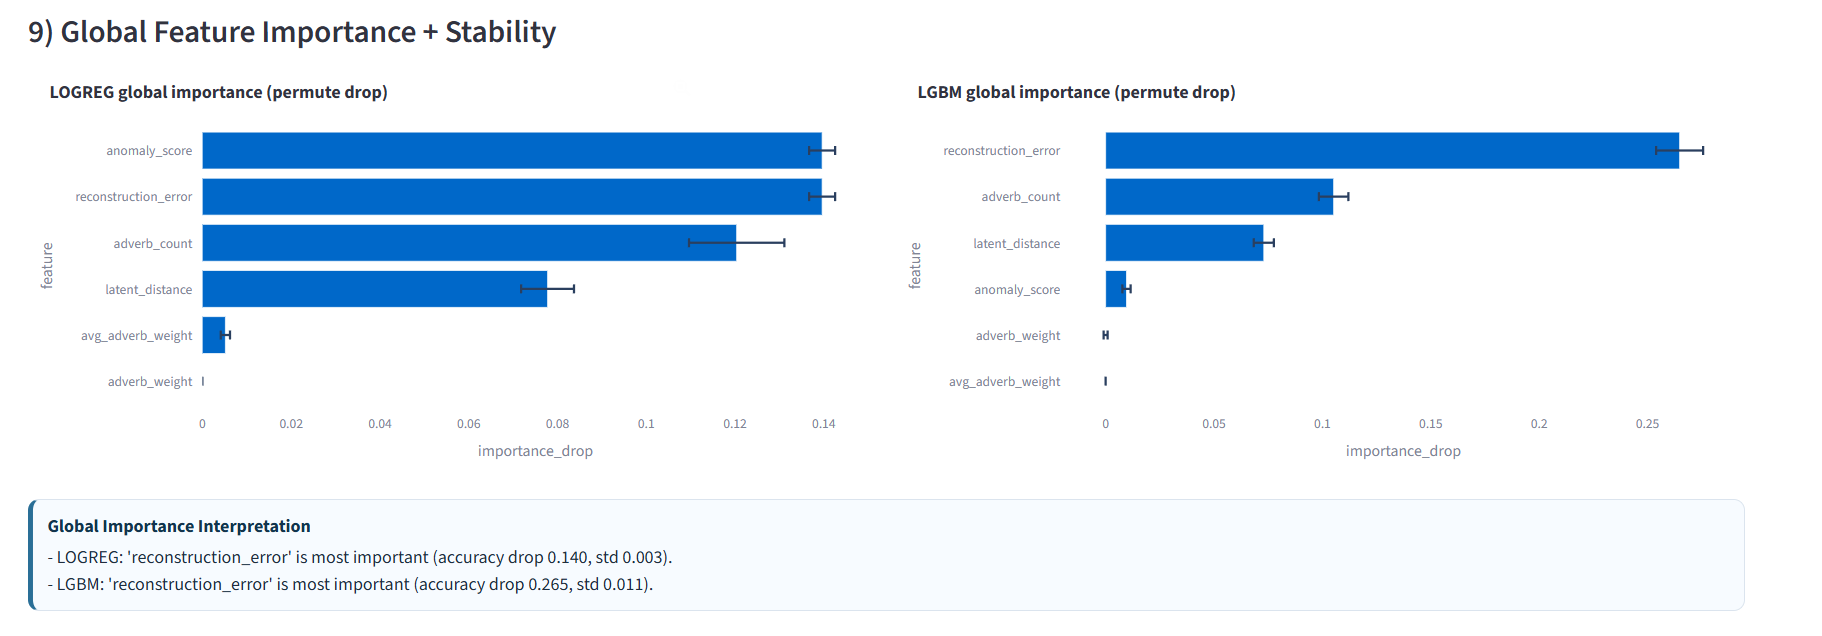 9) Global Feature Importance + Stability
LOGREG global importance (permute drop)
feature
anomaly_score
reconstruction_error
adverb_count
latent_distance
avg_adverb_weight
adverb_weight
0 0.02 0.04 0.06 0.08 0.1 0.12 0.14
importance_drop
LGBM global importance (permute drop)
feature
reconstruction_error
adverb_count
latent_distance
anomaly_score
adverb_weight
avg_adverb_weight
0 0.05 0.1 0.15 0.2 0.25
importance_drop
Global Importance Interpretation
- LOGREG: 'reconstruction_error' is most important (accuracy drop 0.140, std 0.003).
- LGBM: 'reconstruction_error' is most important (accuracy drop 0.265, std 0.011).